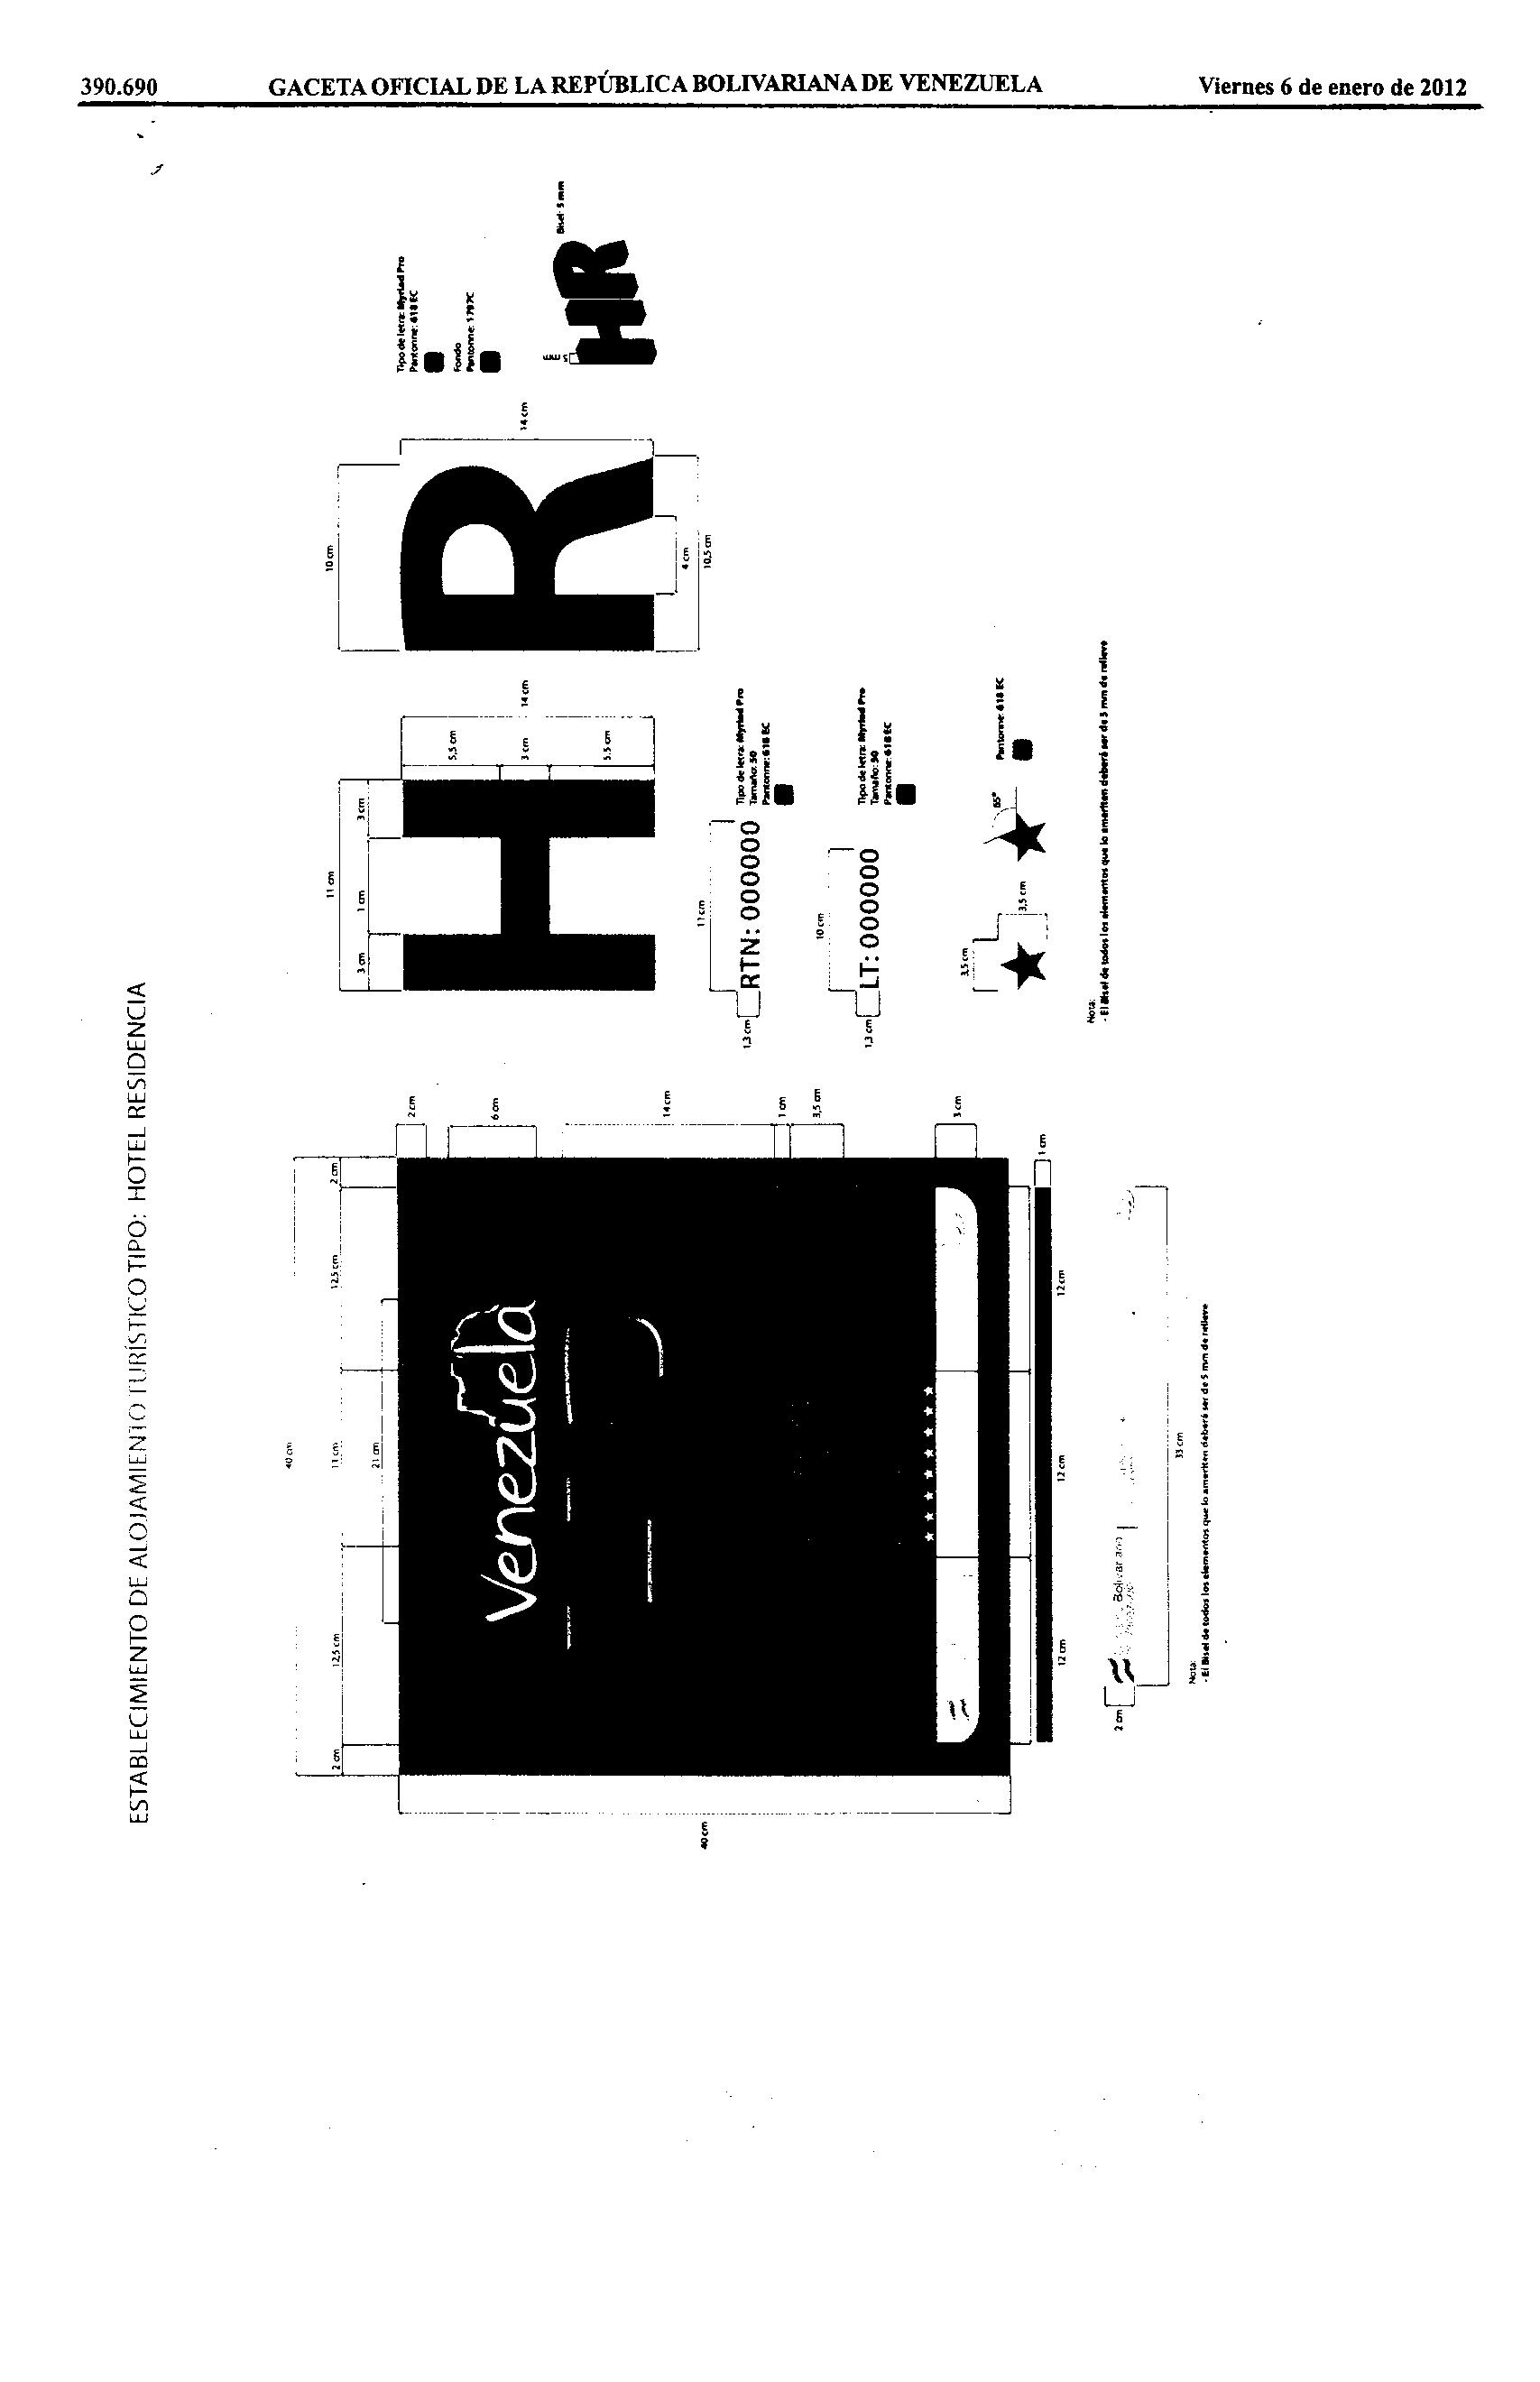 390.690
GACETA OFICIAL DE LA REPÚBLICA BOLIVARIANA DE VENEZUELA
Viernes 6 de enero de 2012
ESTABLECIMIENTO DE ALOJAMIENTO TURÍSTICO TIPO: HOTEL RESIDENCIA
40 cm
2 cm
12,5 cm
11 cm
12,5 cm
2 cm
21 cm
40 cm
Venezuela
2 cm
6 cm
14 cm
1 cm
3,5 cm
3 cm
1 cm
12 cm
12 cm
12 cm
2 cm
Bolivariano
33 cm
Nota:
- El Bisel de todos los elementos que lo ameriten deberá ser de 5 mm de relieve
11 cm
3 cm
1 cm
3 cm
H
5,5 cm
3 cm
5,5 cm
14 cm
10 cm
R
14 cm
4 cm
10,5 cm
Tipo de letra: Myriad Pro
Pantonne: 618 EC
Fondo
Pantonne: 1797C
5 mm
HR
Bisel: 5 mm
11 cm
1,3 cm
RTN: 000000
Tipo de letra: Myriad Pro
Tamaño: 50
Pantonne: 618 EC
10 cm
1,3 cm
LT: 000000
Tipo de letra: Myriad Pro
Tamaño: 50
Pantonne: 618 EC
3,5 cm
3,5 cm
65°
Pantonne: 618 EC
Nota:
- El Bisel de todos los elementos que lo ameriten deberá ser de 5 mm de relieve